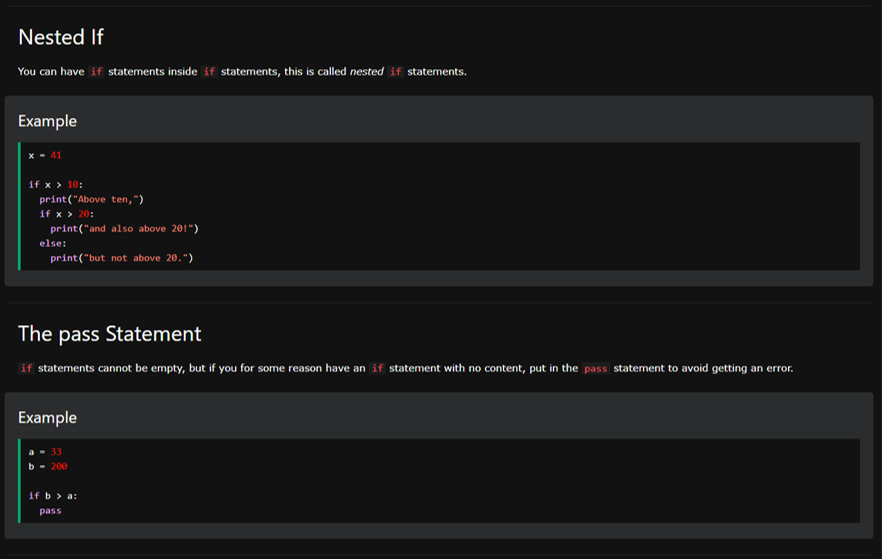 Nested If
You can have if statements inside if statements, this is called nested if statements.
Example
x = 41
if x > 10:
  print("Above ten,")
  if x > 20:
    print("and also above 20!")
  else:
    print("but not above 20.")
The pass Statement
if statements cannot be empty, but if you for some reason have an if statement with no content, put in the pass statement to avoid getting an error.
Example
a = 33
b = 200
if b > a:
  pass